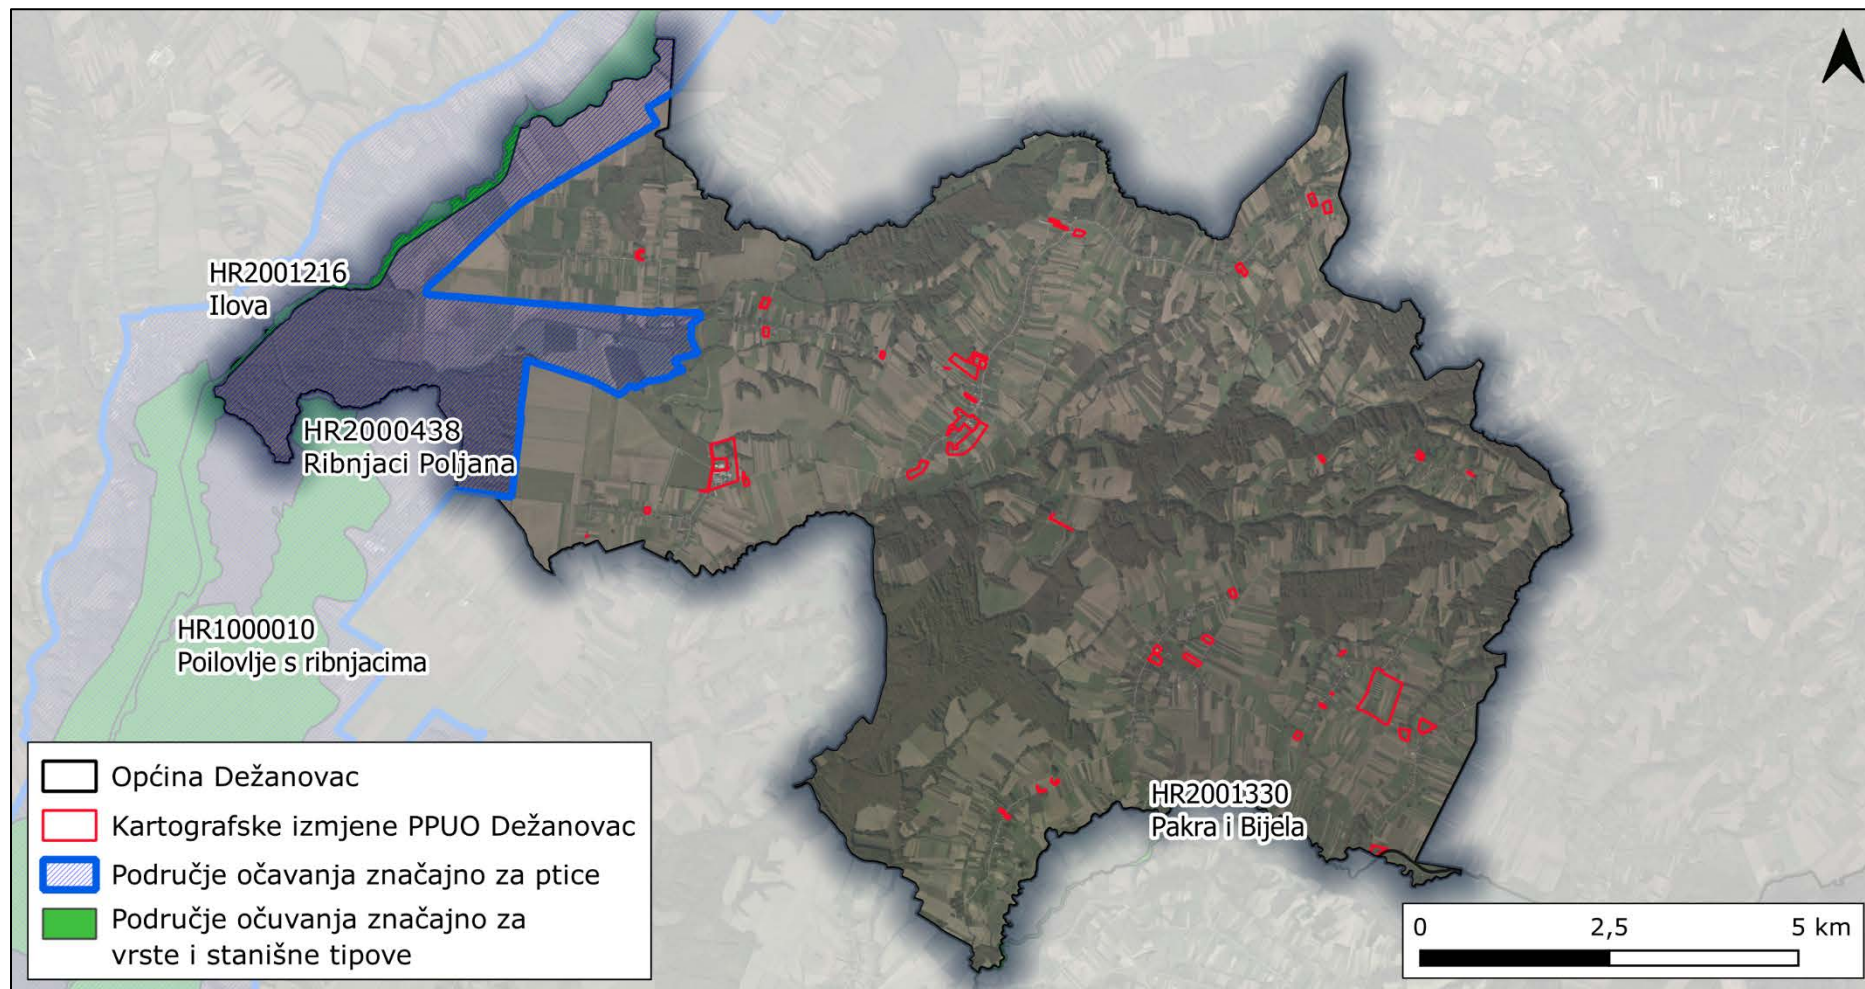 HR2001216
Ilova
HR2000438
Ribnjaci Poljana
HR1000010
Poilovlje s ribnjacima
HR2001330
Pakra i Bijela
Općina Dežanovac
Kartografske izmjene PPUO Dežanovac
Područje očavanja značajno za ptice
Područje očuvanja značajno za
vrste i stanišne tipove
0 2,5 5 km